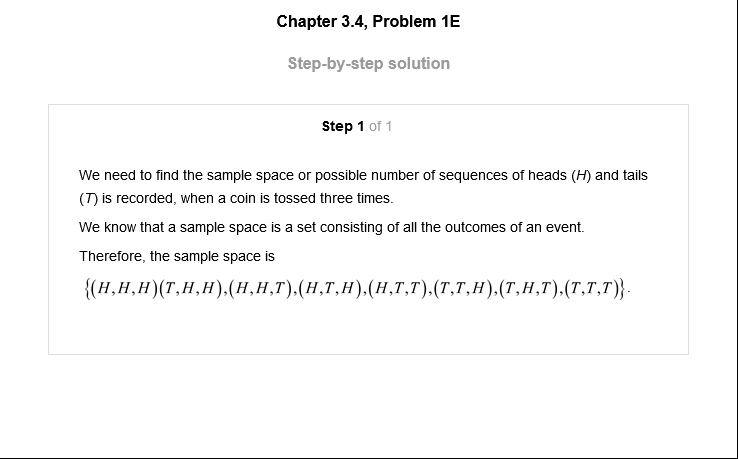 Chapter 3.4, Problem 1E
Step-by-step solution
Step 1 of 1
We need to find the sample space or possible number of sequences of heads (H) and tails
(T) is recorded, when a coin is tossed three times.
We know that a sample space is a set consisting of all the outcomes of an event.
Therefore, the sample space is
{(H,H,H)(T,H,H),(H,H,T),(H,T,H),(H,T,T),(T,T,H),(T,H,T),(T,T,T)}.